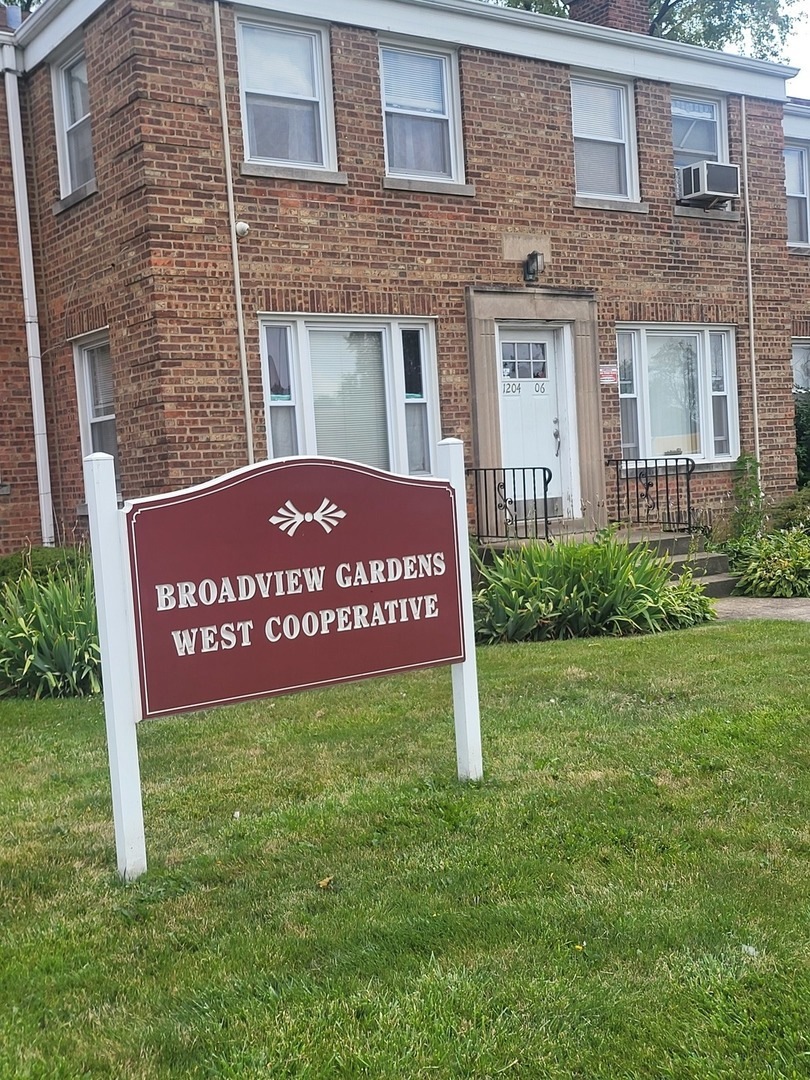 BROADVIEW GARDENS
WEST COOPERATIVE
1204 06